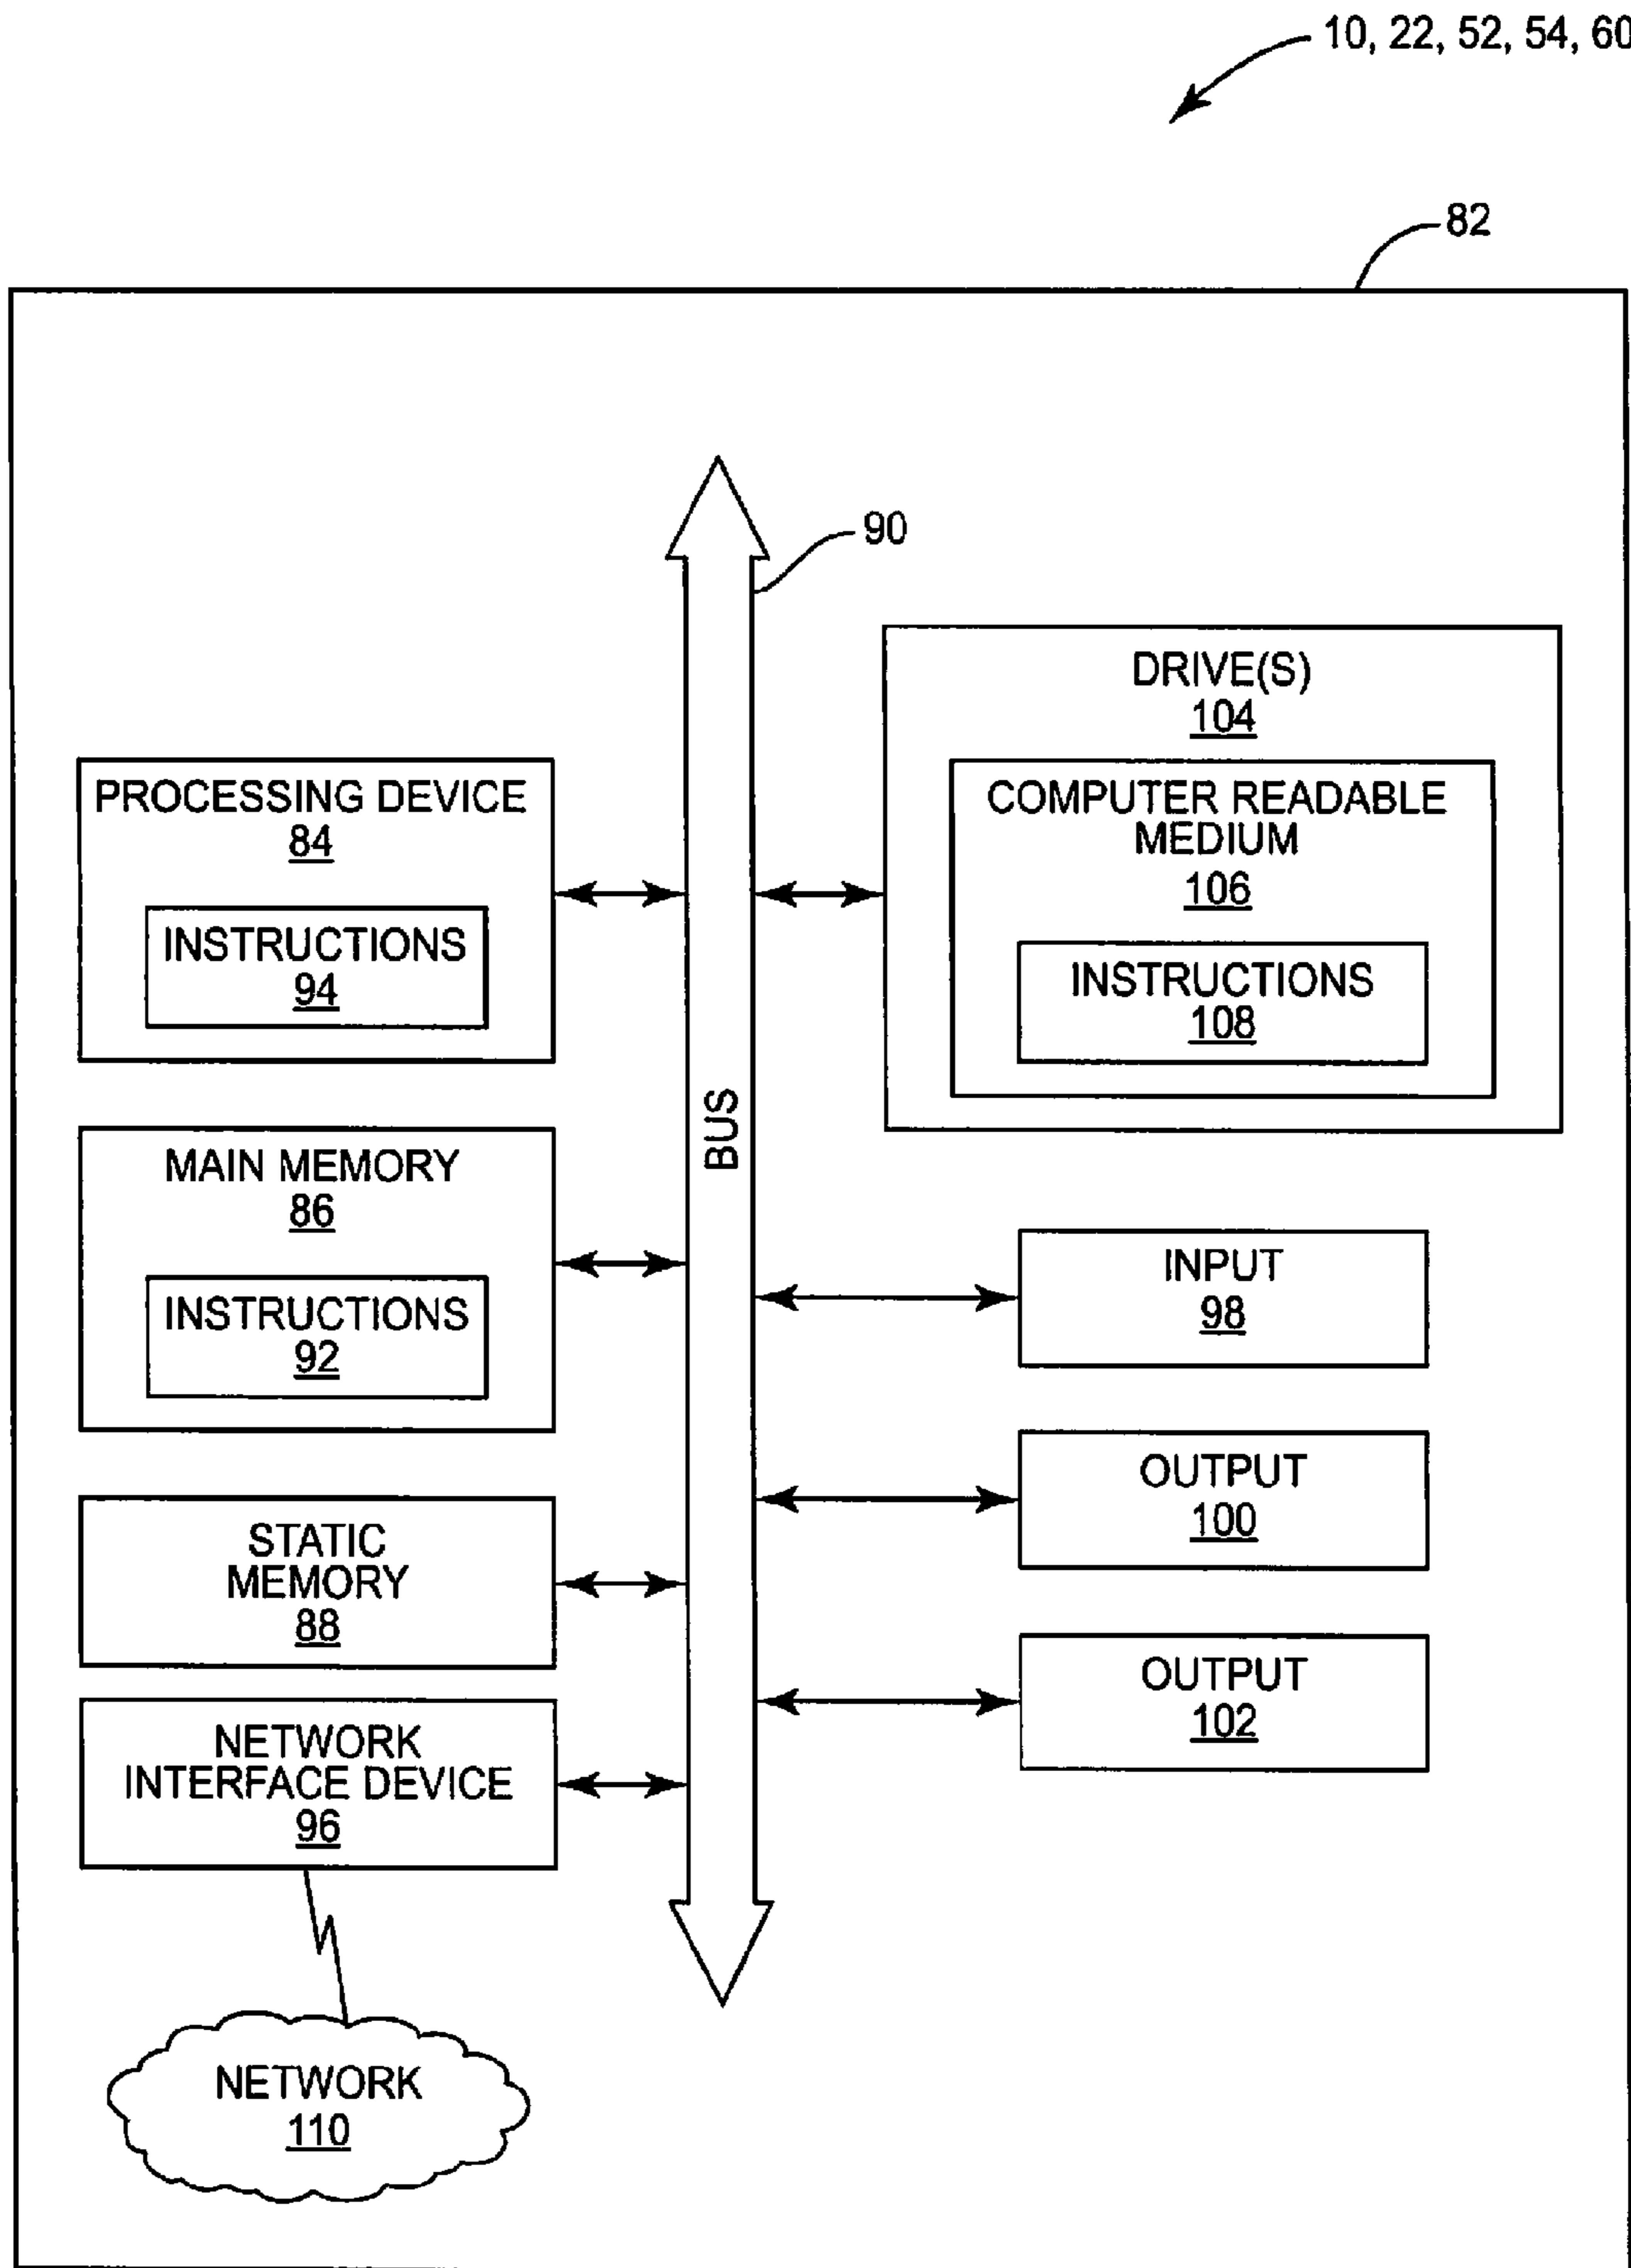 10, 22, 52, 54, 60
82
90
PROCESSING DEVICE
84
INSTRUCTIONS
94
MAIN MEMORY
86
INSTRUCTIONS
92
STATIC
MEMORY
88
NETWORK
INTERFACE DEVICE
96
NETWORK
110
BUS
DRIVE(S)
104
COMPUTER READABLE
MEDIUM
106
INSTRUCTIONS
108
INPUT
98
OUTPUT
100
OUTPUT
102